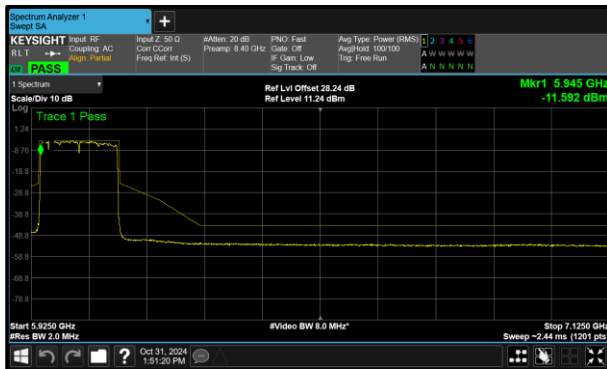 Spectrum Analyzer 1
Swept SA
+
KEYSIGHT
RLT
PASS
Input: RF
Coupling: AC
Align: Partial
Input Z: 50 Ω
Corr CCorr
Freq Ref: Int (S)
#Atten: 20 dB
Preamp: 8.40 GHz
PNO: Fast
Gate: Off
IF Gain: Low
Sig Track: Off
Avg Type: Power (RMS)
Avg|Hold: 100/100
Trig: Free Run
1 2 3 4 5 6
A W W W W W
A N N N N N
1 Spectrum
Scale/Div 10 dB
Ref Lvl Offset 28.24 dB
Ref Level 11.24 dBm
Mkr1 5.945 GHz
-11.592 dBm
Log
Trace 1 Pass
1
1.24
-8.76
-18.8
-28.8
-38.8
-48.8
-58.8
-68.8
-78.8
Start 5.9250 GHz
#Res BW 2.0 MHz
#Video BW 8.0 MHz*
Stop 7.1250 GHz
Sweep ~2.44 ms (1201 pts)
?
Oct 31, 2024
1:51:20 PM